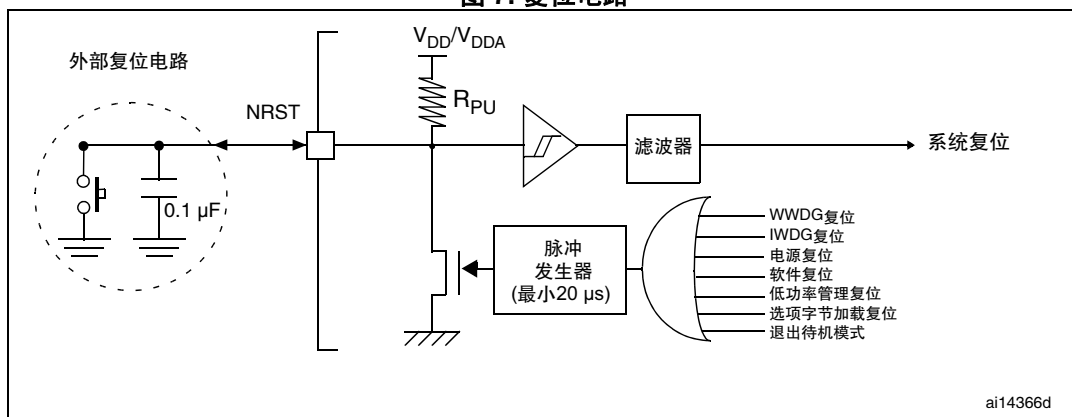 V_DD/V_DDA
外部复位电路
R_PU
NRST
滤波器
系统复位
0.1 µF
WWDG复位
IWDG复位
电源复位
软件复位
低功率管理复位
选项字节加载复位
退出待机模式
脉冲
发生器
(最小20 µs)
ai14366d